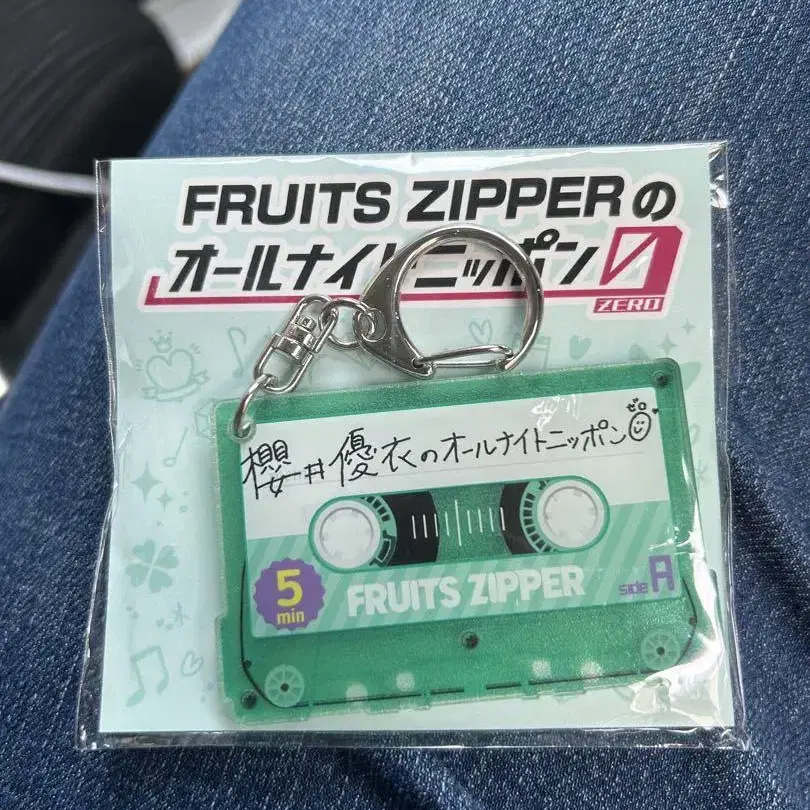 FRUITS ZIPPERの
オールナイトニッポン0
ZERO
櫻井優衣のオールナイトニッポン
ゼロ
5
min
FRUITS ZIPPER
side A